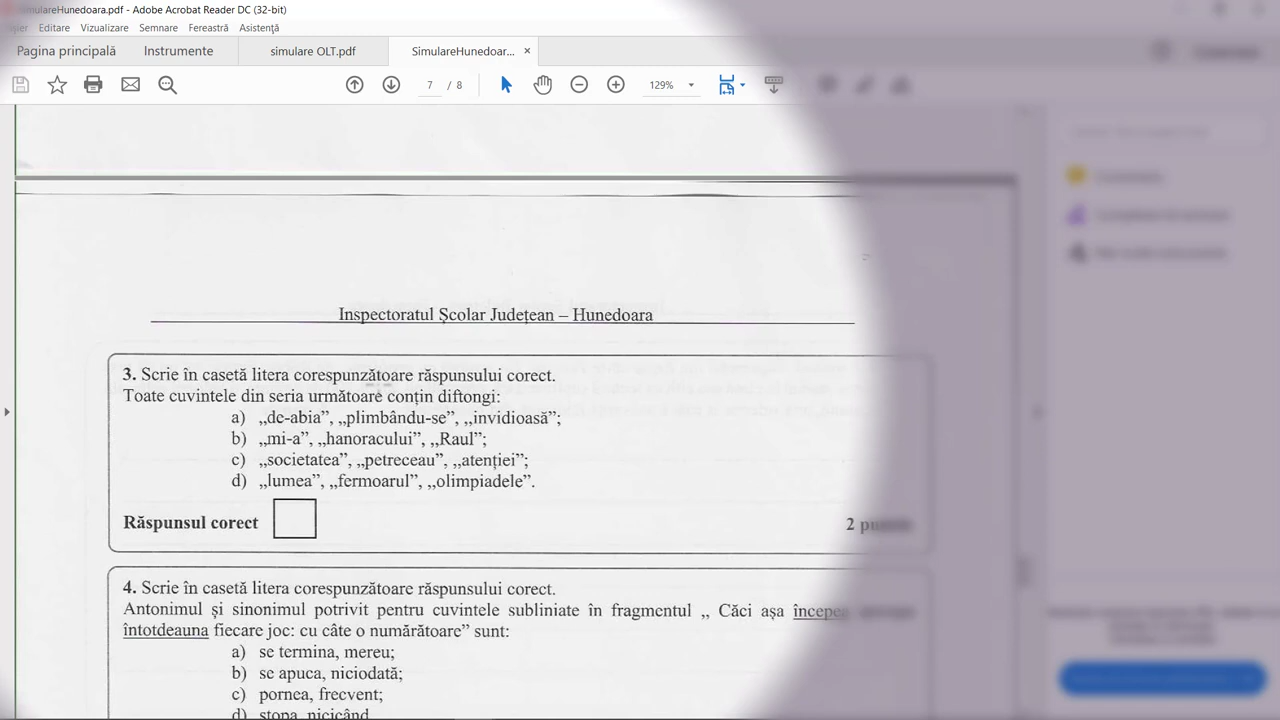 SimulareHunedoara.pdf - Adobe Acrobat Reader DC (32-bit)
Editare Vizualizare Semnare Fereastră Asistenţă
Pagina principală Instrumente simulare OLT.pdf SimulareHunedoar... ×
7 / 8 129%
Inspectoratul Școlar Județean – Hunedoara
3. Scrie în casetă litera corespunzătoare răspunsului corect.
Toate cuvintele din seria următoare conțin diftongi:
a) „de-abia”, „plimbându-se”, „invidioasă”;
b) „mi-a”, „hanoracului”, „Raul”;
c) „societatea”, „petreceau”, „atenției”;
d) „lumea”, „fermoarul”, „olimpiadele”.
Răspunsul corect
2 puncte
4. Scrie în casetă litera corespunzătoare răspunsului corect.
Antonimul și sinonimul potrivit pentru cuvintele subliniate în fragmentul „ Căci așa începea
întotdeauna fiecare joc: cu câte o numărătoare” sunt:
a) se termina, mereu;
b) se apuca, niciodată;
c) pornea, frecvent;
d) stopa, nicicând.